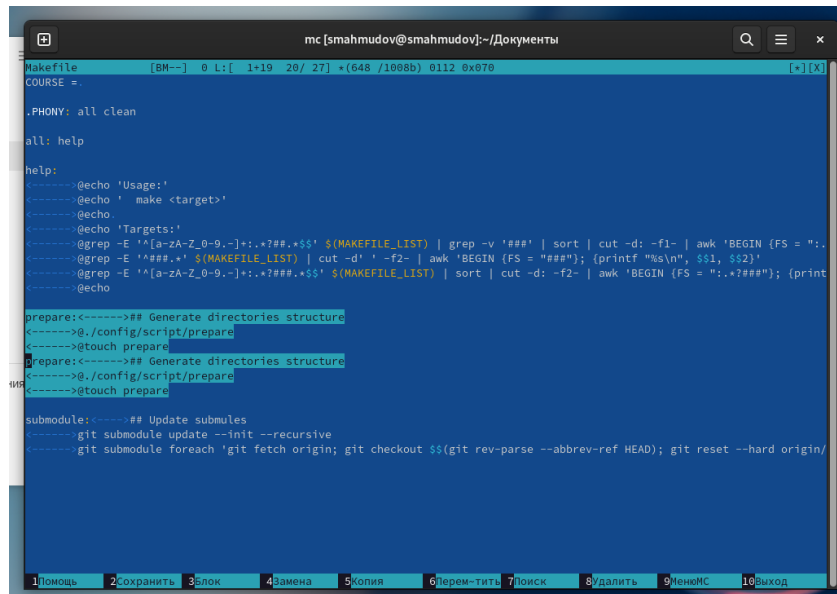 mc [smahmudov@smahmudov]:~/Документы
Makefile [BM--] 0 L:[ 1+19 20/ 27] *(648 /1008b) 0112 0x070 [*][X]
COURSE =.
.PHONY: all clean
all: help
help:
<------>@echo 'Usage:'
<------>@echo ' make <target>'
<------>@echo.
<------>@echo 'Targets:'
<------>@grep -E '^[a-zA-Z_0-9.-]+:.*?##.*$$' $(MAKEFILE_LIST) | grep -v '###' | sort | cut -d: -f1- | awk 'BEGIN {FS = ":.
<------>@grep -E '^###.*' $(MAKEFILE_LIST) | cut -d' ' -f2- | awk 'BEGIN {FS = "###"}; {printf "%s\n", $$1, $$2}'
<------>@grep -E '^[a-zA-Z_0-9.-]+:.*?###.*$$' $(MAKEFILE_LIST) | sort | cut -d: -f2- | awk 'BEGIN {FS = ":.*?###"}; {print
<------>@echo
prepare:<------>## Generate directories structure
<------>@./config/script/prepare
<------>@touch prepare
prepare:<------>## Generate directories structure
<------>@./config/script/prepare
<------>@touch prepare
ния
submodule:<---->## Update submules
<------>git submodule update --init --recursive
<------>git submodule foreach 'git fetch origin; git checkout $$(git rev-parse --abbrev-ref HEAD); git reset --hard origin/
1Помощь 2Сохранить 3Блок 4Замена 5Копия 6Перем~тить 7Поиск 8Удалить 9МенюMC 10Выход